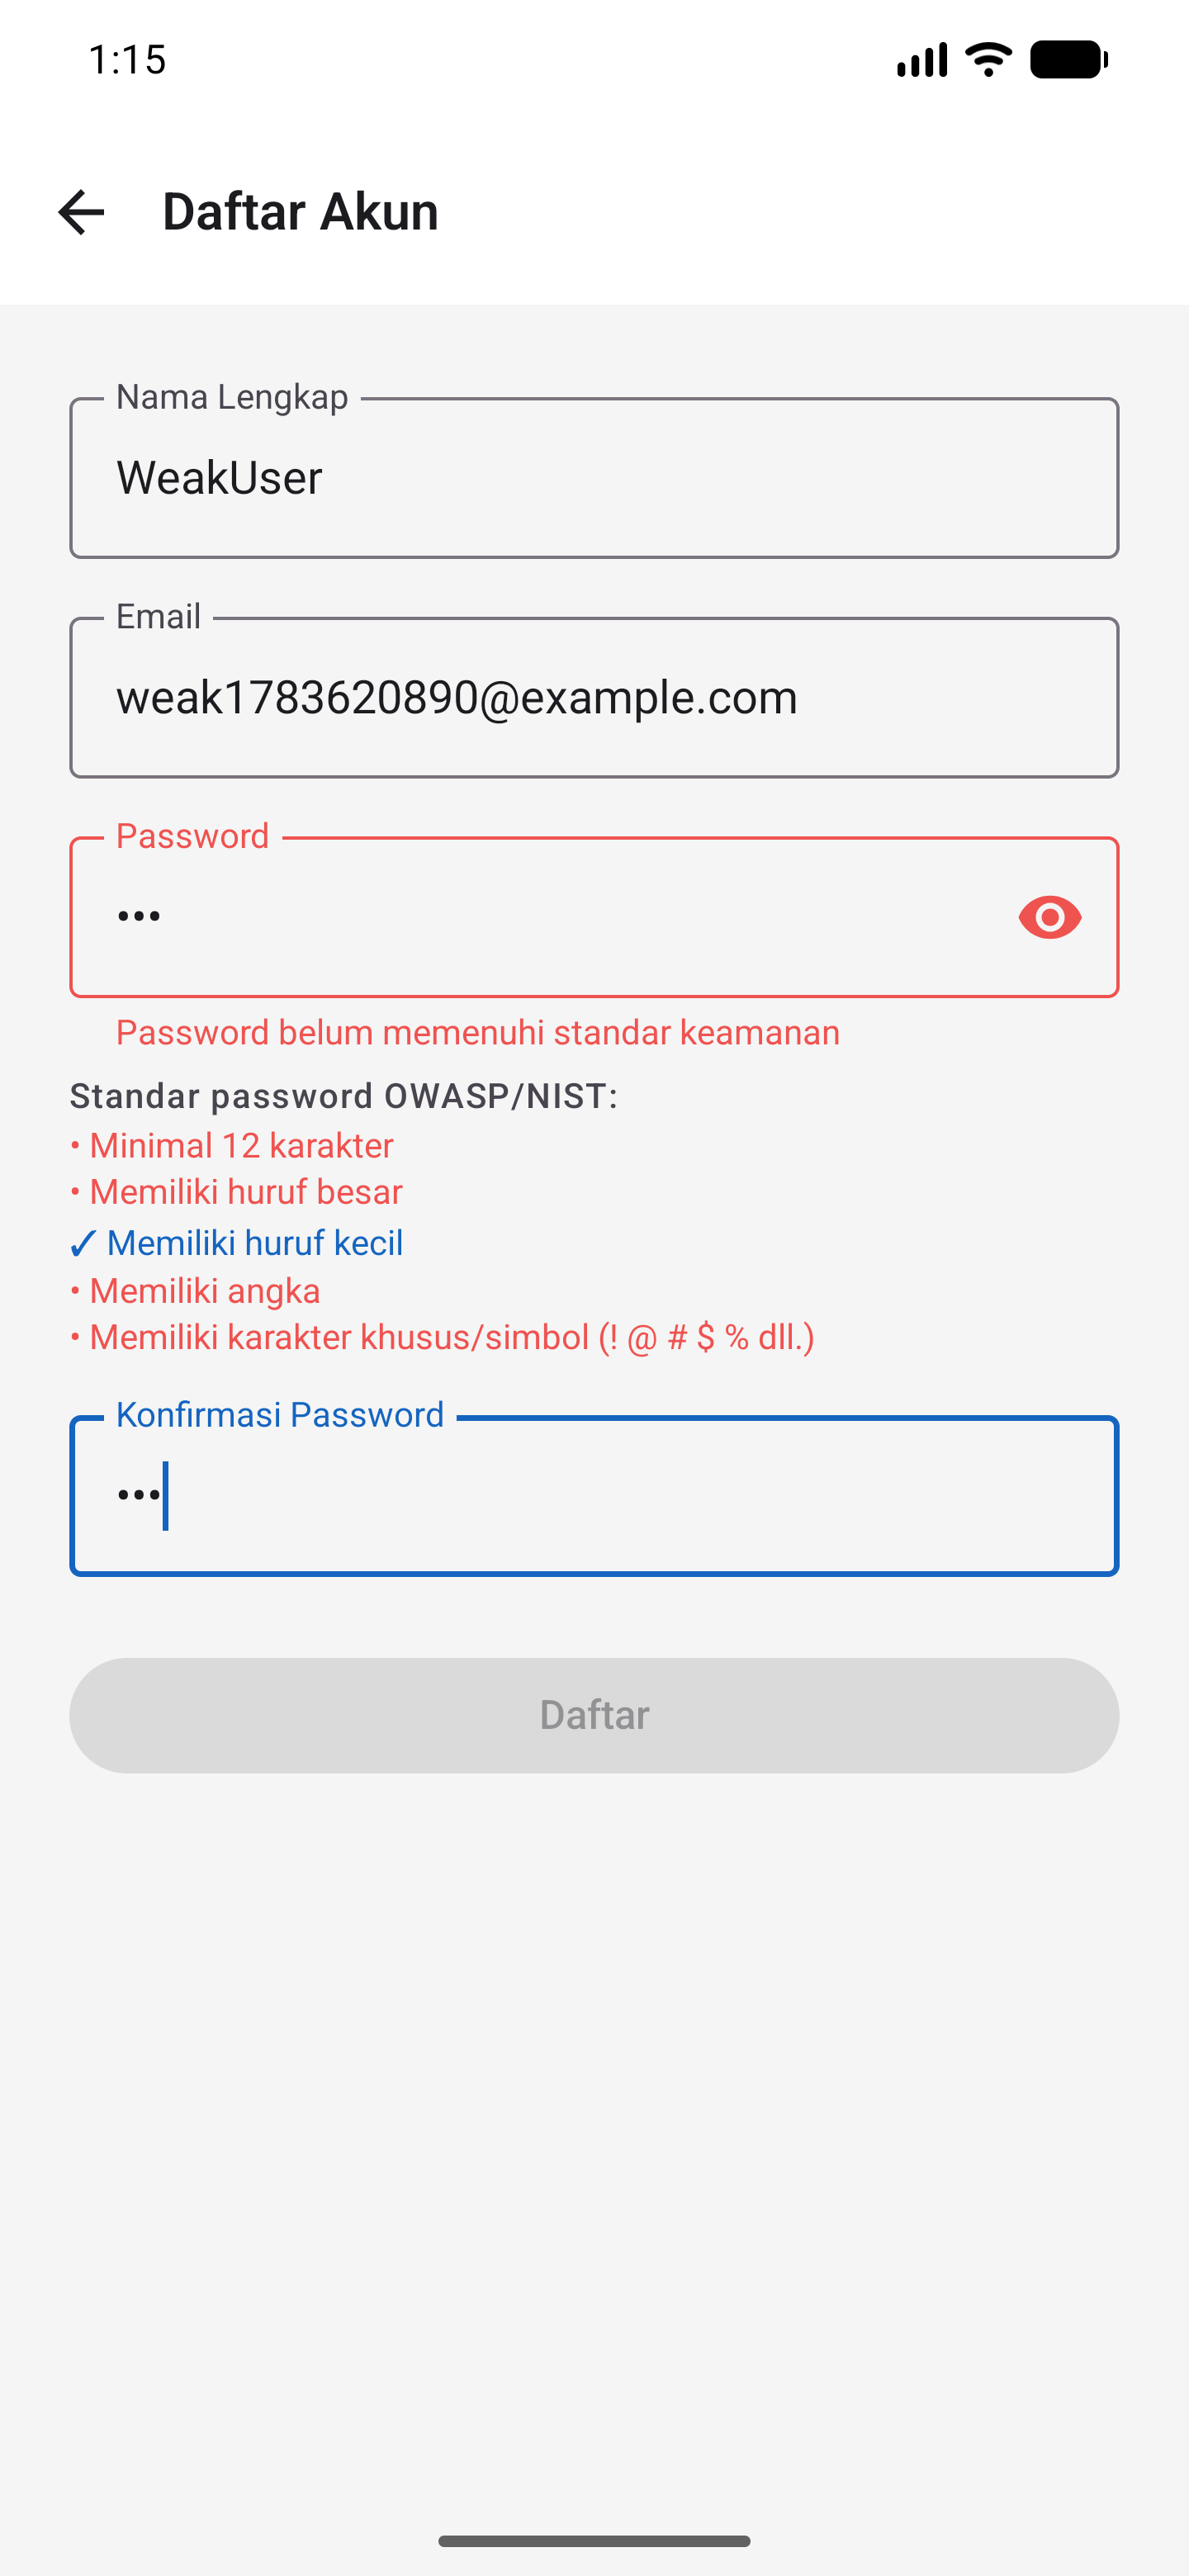 1:15
Daftar Akun
Nama Lengkap
WeakUser
Email
weak1783620890@example.com
Password
•••
Password belum memenuhi standar keamanan
Standar password OWASP/NIST:
• Minimal 12 karakter
• Memiliki huruf besar
✓ Memiliki huruf kecil
• Memiliki angka
• Memiliki karakter khusus/simbol (! @ # $ % dll.)
Konfirmasi Password
•••
Daftar